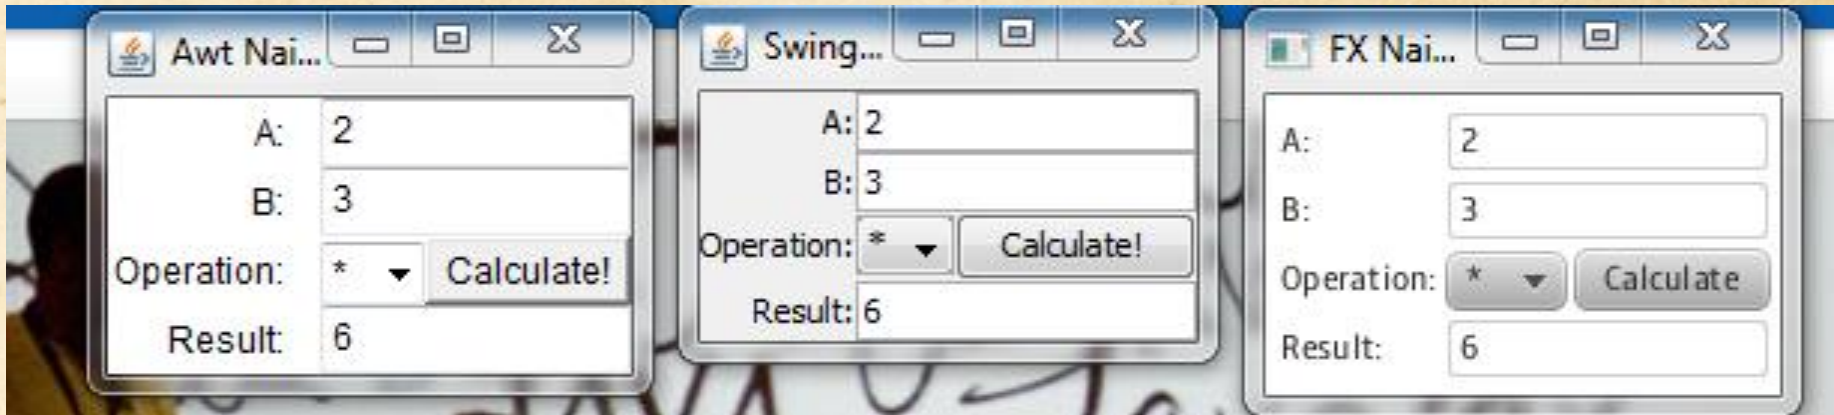 Awt Nai...
A: 2
B: 3
Operation: * Calculate!
Result: 6
Swing...
A: 2
B: 3
Operation: * Calculate!
Result: 6
FX Nai...
A: 2
B: 3
Operation: * Calculate
Result: 6